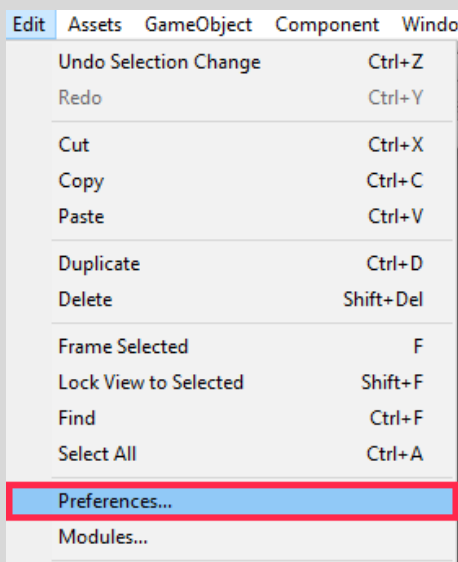 Edit Assets GameObject Component Windo
Undo Selection Change Ctrl+Z
Redo Ctrl+Y
Cut Ctrl+X
Copy Ctrl+C
Paste Ctrl+V
Duplicate Ctrl+D
Delete Shift+Del
Frame Selected F
Lock View to Selected Shift+F
Find Ctrl+F
Select All Ctrl+A
Preferences...
Modules...